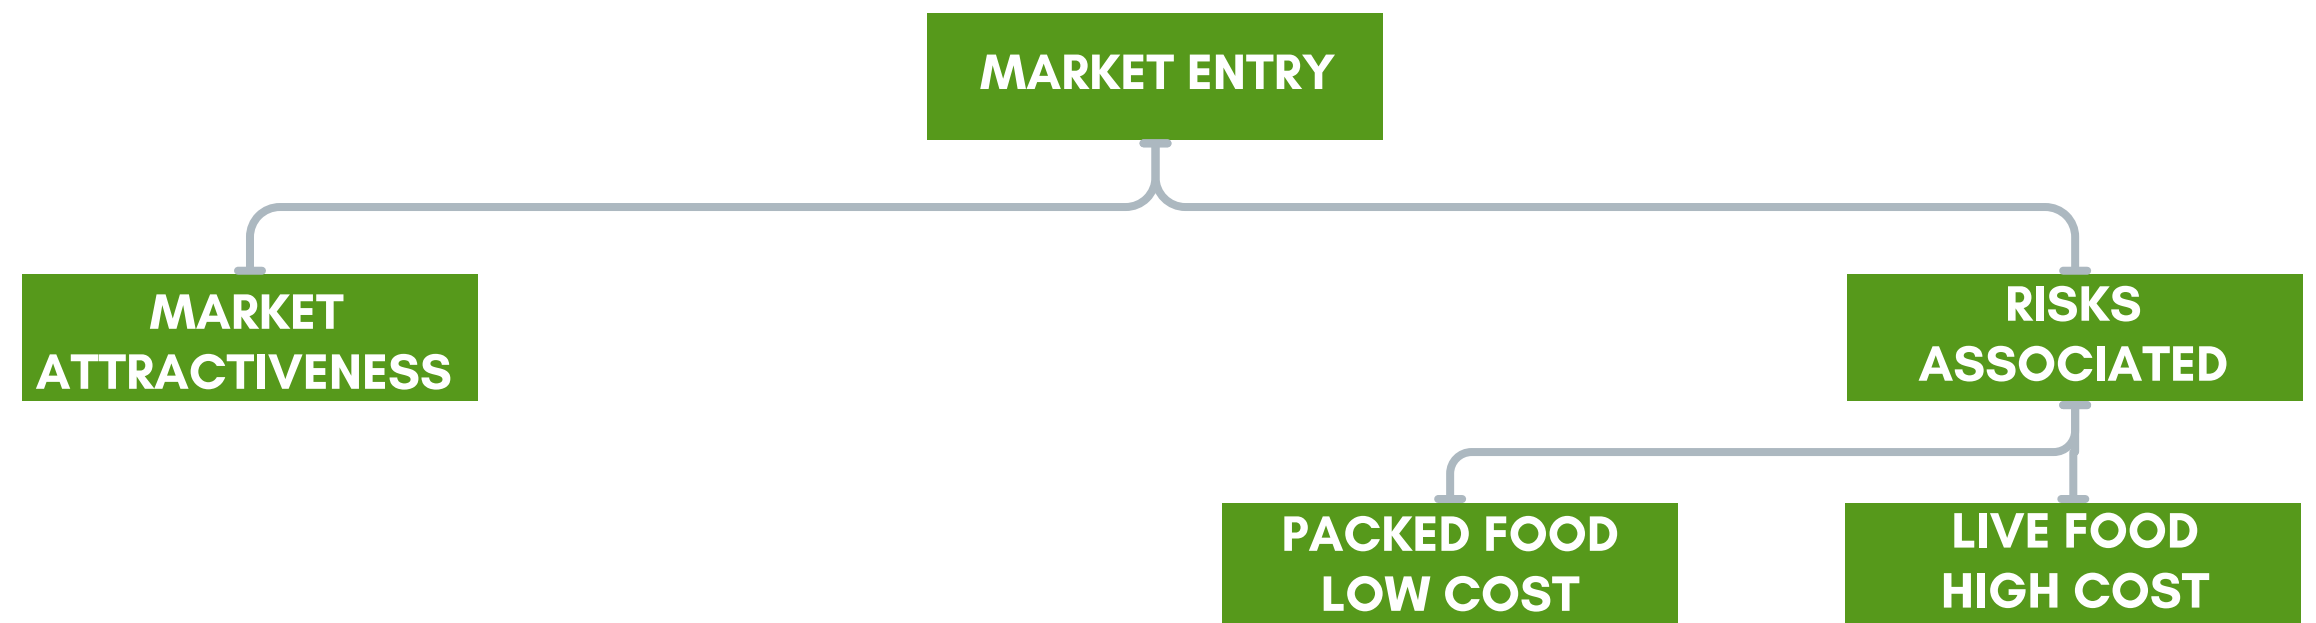 MARKET ENTRY
MARKET
ATTRACTIVENESS
RISKS
ASSOCIATED
PACKED FOOD
LOW COST
LIVE FOOD
HIGH COST